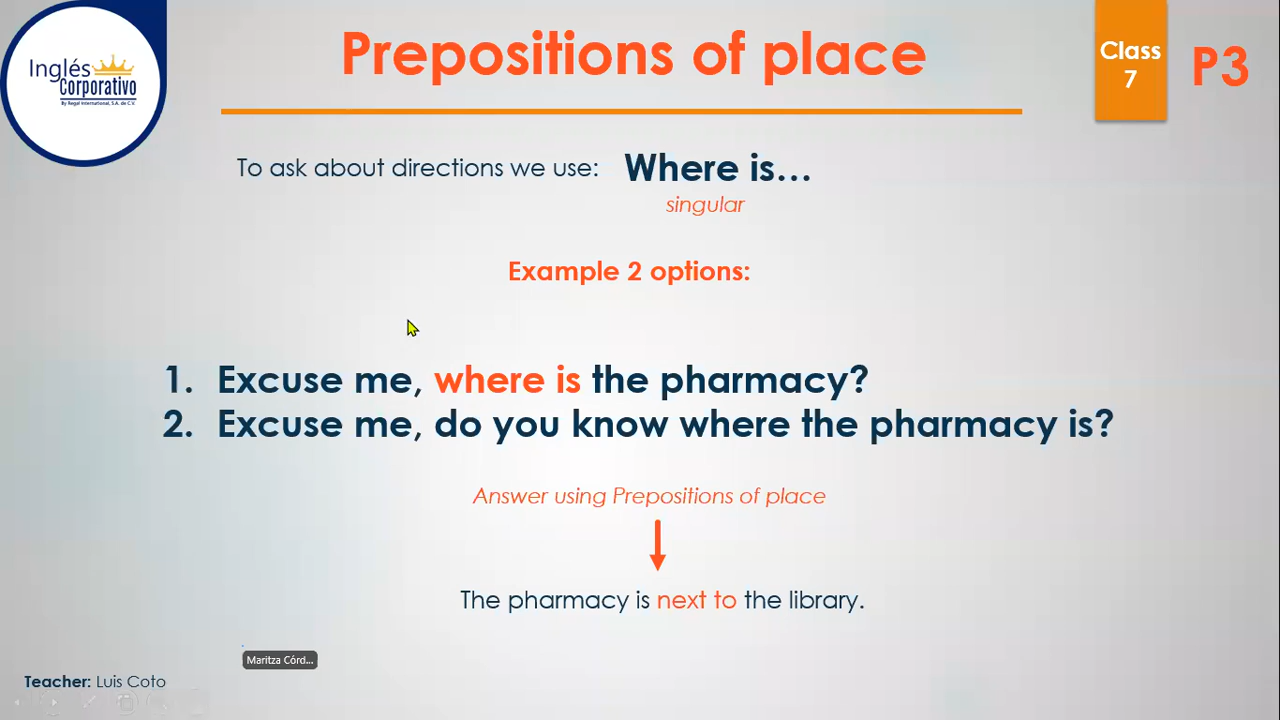 Inglés
Corporativo
By Regal International, S.A. de C.V.
Prepositions of place
Class
7
P3
To ask about directions we use: Where is...
singular
Example 2 options:
1. Excuse me, where is the pharmacy?
2. Excuse me, do you know where the pharmacy is?
Answer using Prepositions of place
The pharmacy is next to the library.
Maritza Córd...
Teacher: Luis Coto